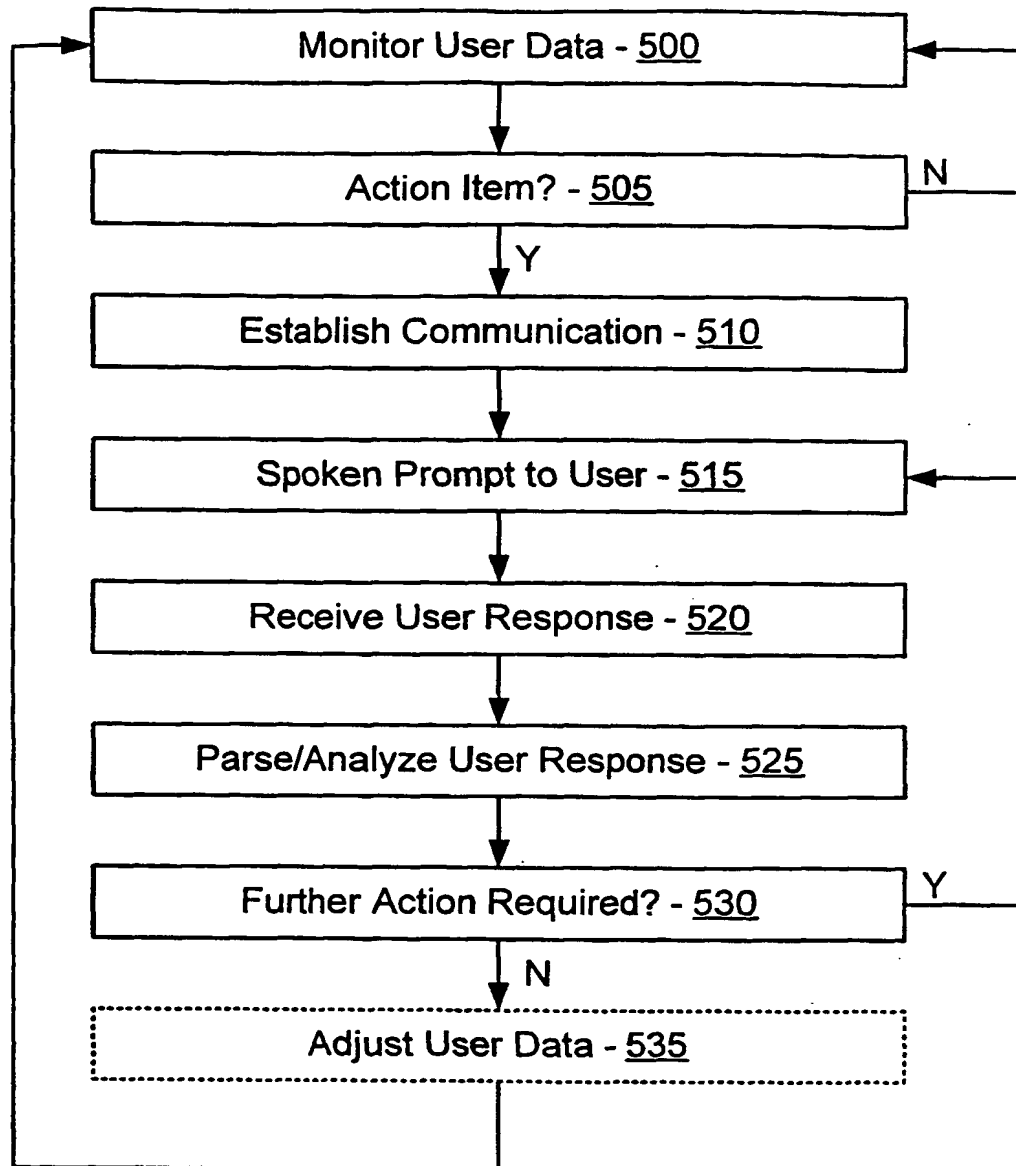 Monitor User Data - 500
Action Item? - 505
N
Y
Establish Communication - 510
Spoken Prompt to User - 515
Receive User Response - 520
Parse/Analyze User Response - 525
Further Action Required? - 530
Y
N
Adjust User Data - 535